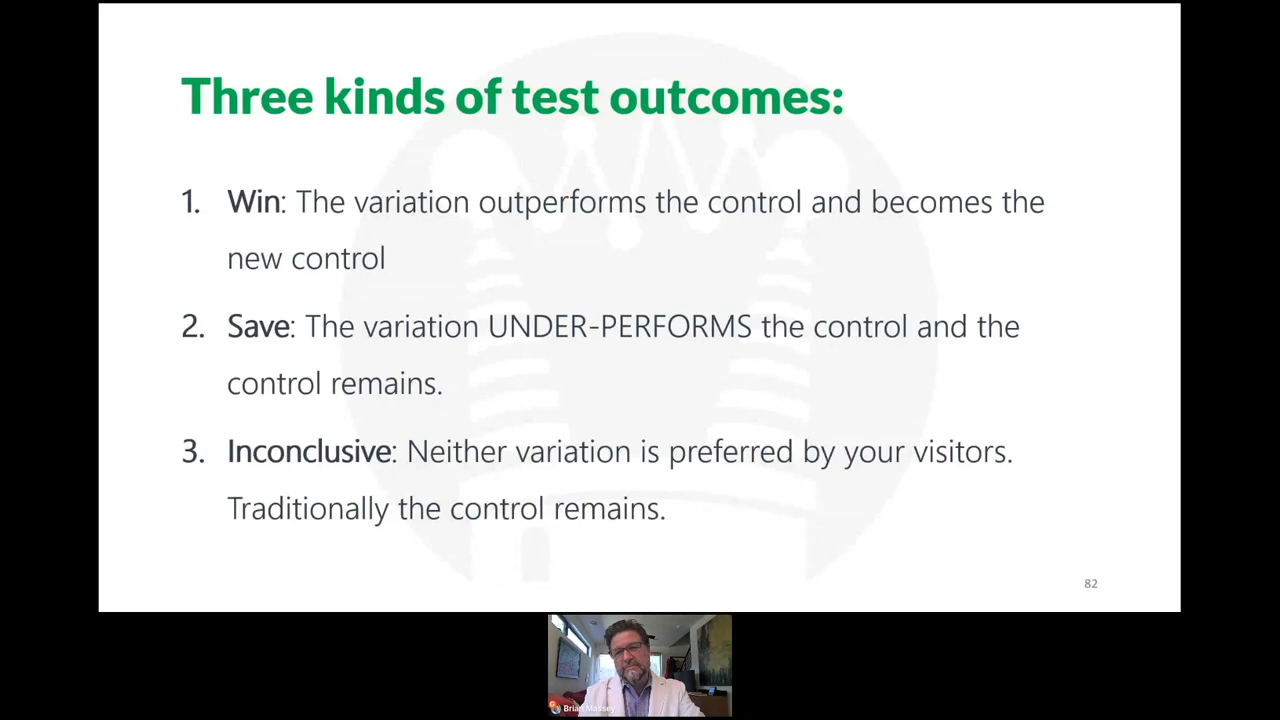 Three kinds of test outcomes:
1. Win: The variation outperforms the control and becomes the
new control
2. Save: The variation UNDER-PERFORMS the control and the
control remains.
3. Inconclusive: Neither variation is preferred by your visitors.
Traditionally the control remains.
82
Brian Massey